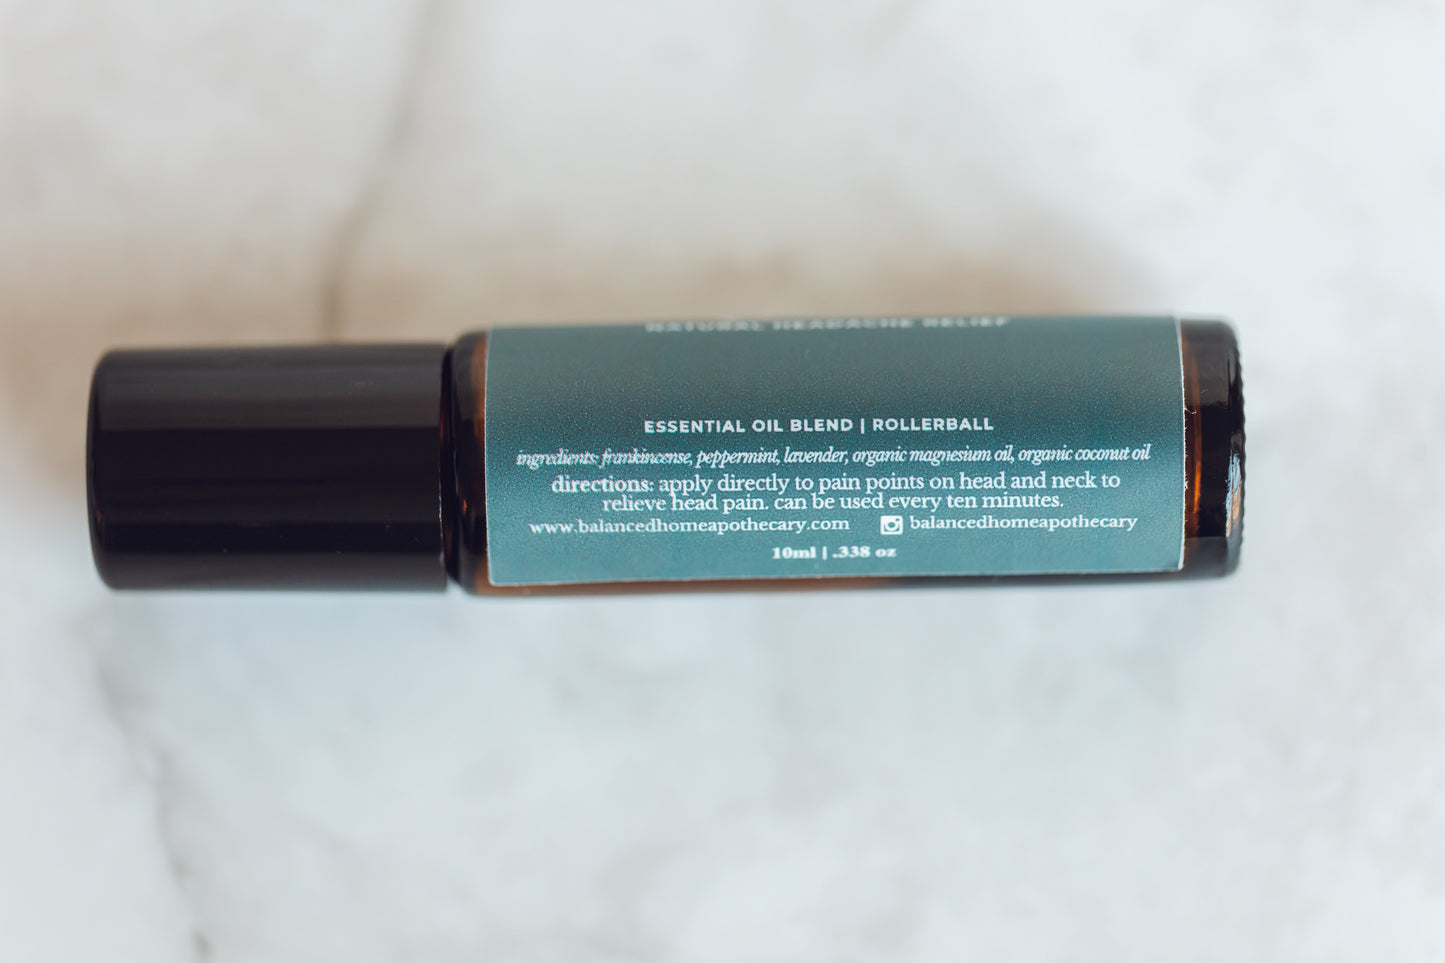 NATURAL HEADACHE RELIEF
ESSENTIAL OIL BLEND | ROLLERBALL
ingredients: frankincense, peppermint, lavender, organic magnesium oil, organic coconut oil
directions: apply directly to pain points on head and neck to
relieve head pain. can be used every ten minutes.
www.balancedhomeapothecary.com balancedhomeapothecary
10ml | .338 oz